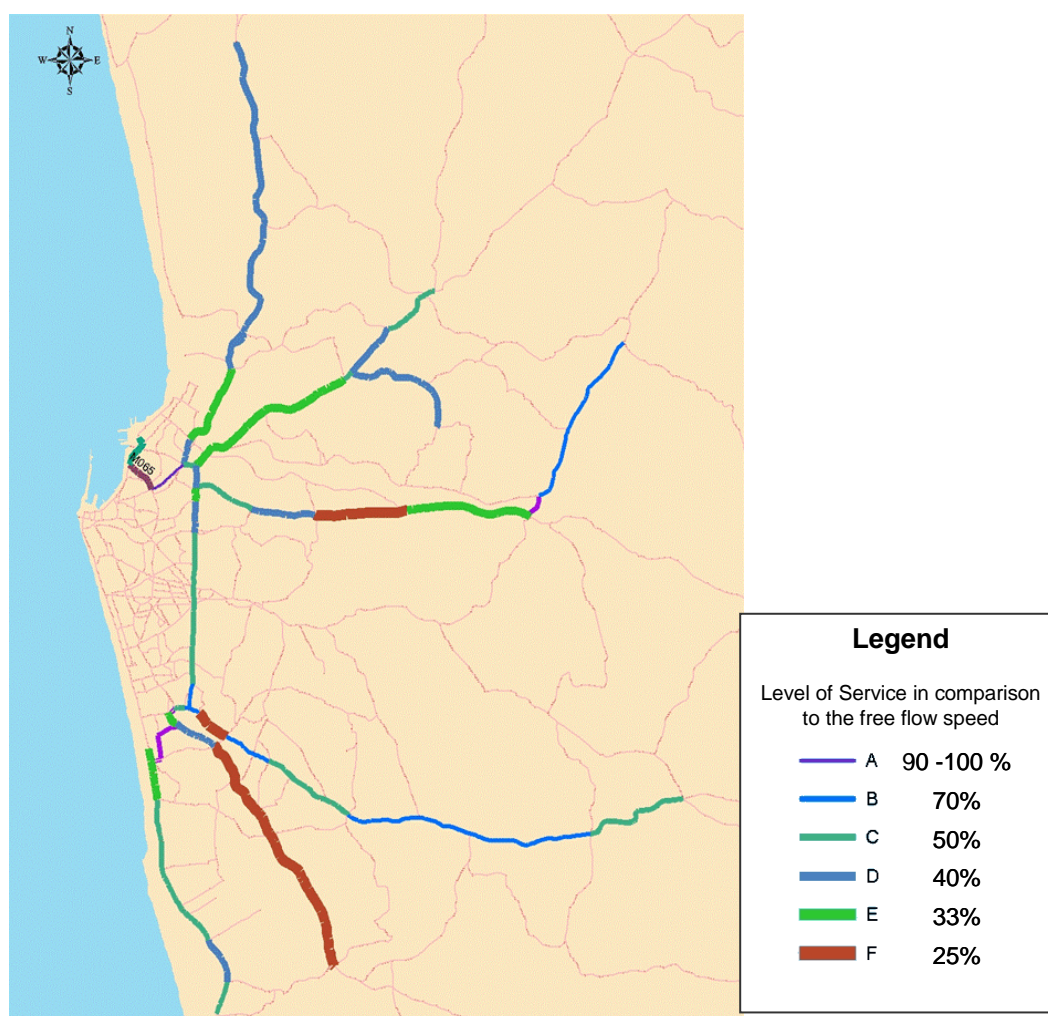 N
W E
S
M065
Legend
Level of Service in comparison
to the free flow speed
A 90 -100 %
B 70%
C 50%
D 40%
E 33%
F 25%